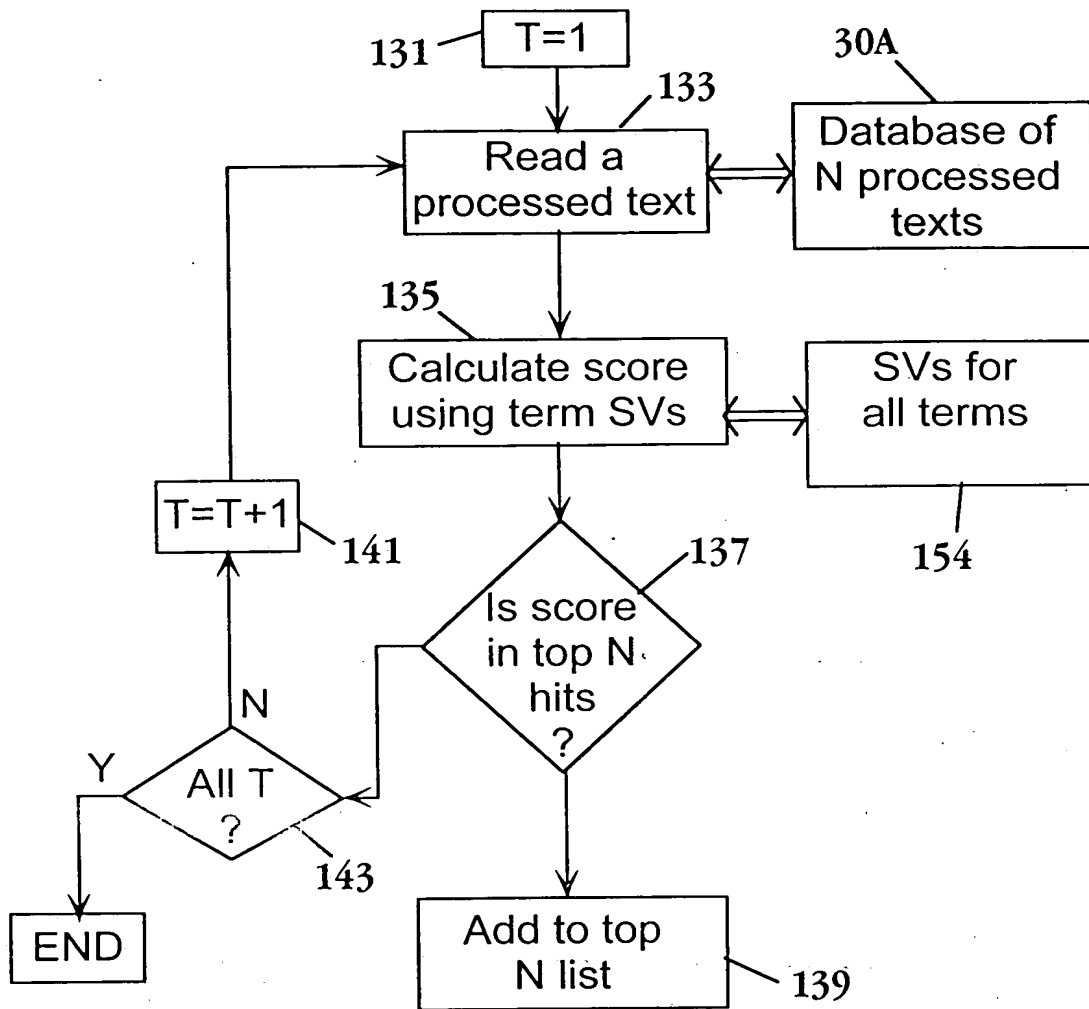 131
T=1
30A
133
Read a
processed text
Database of
N processed
texts
135
Calculate score
using term SVs
SVs for
all terms
154
T=T+1
141
137
Is score
in top N
hits
?
N
Y
All T
?
143
END
Add to top
N list
139